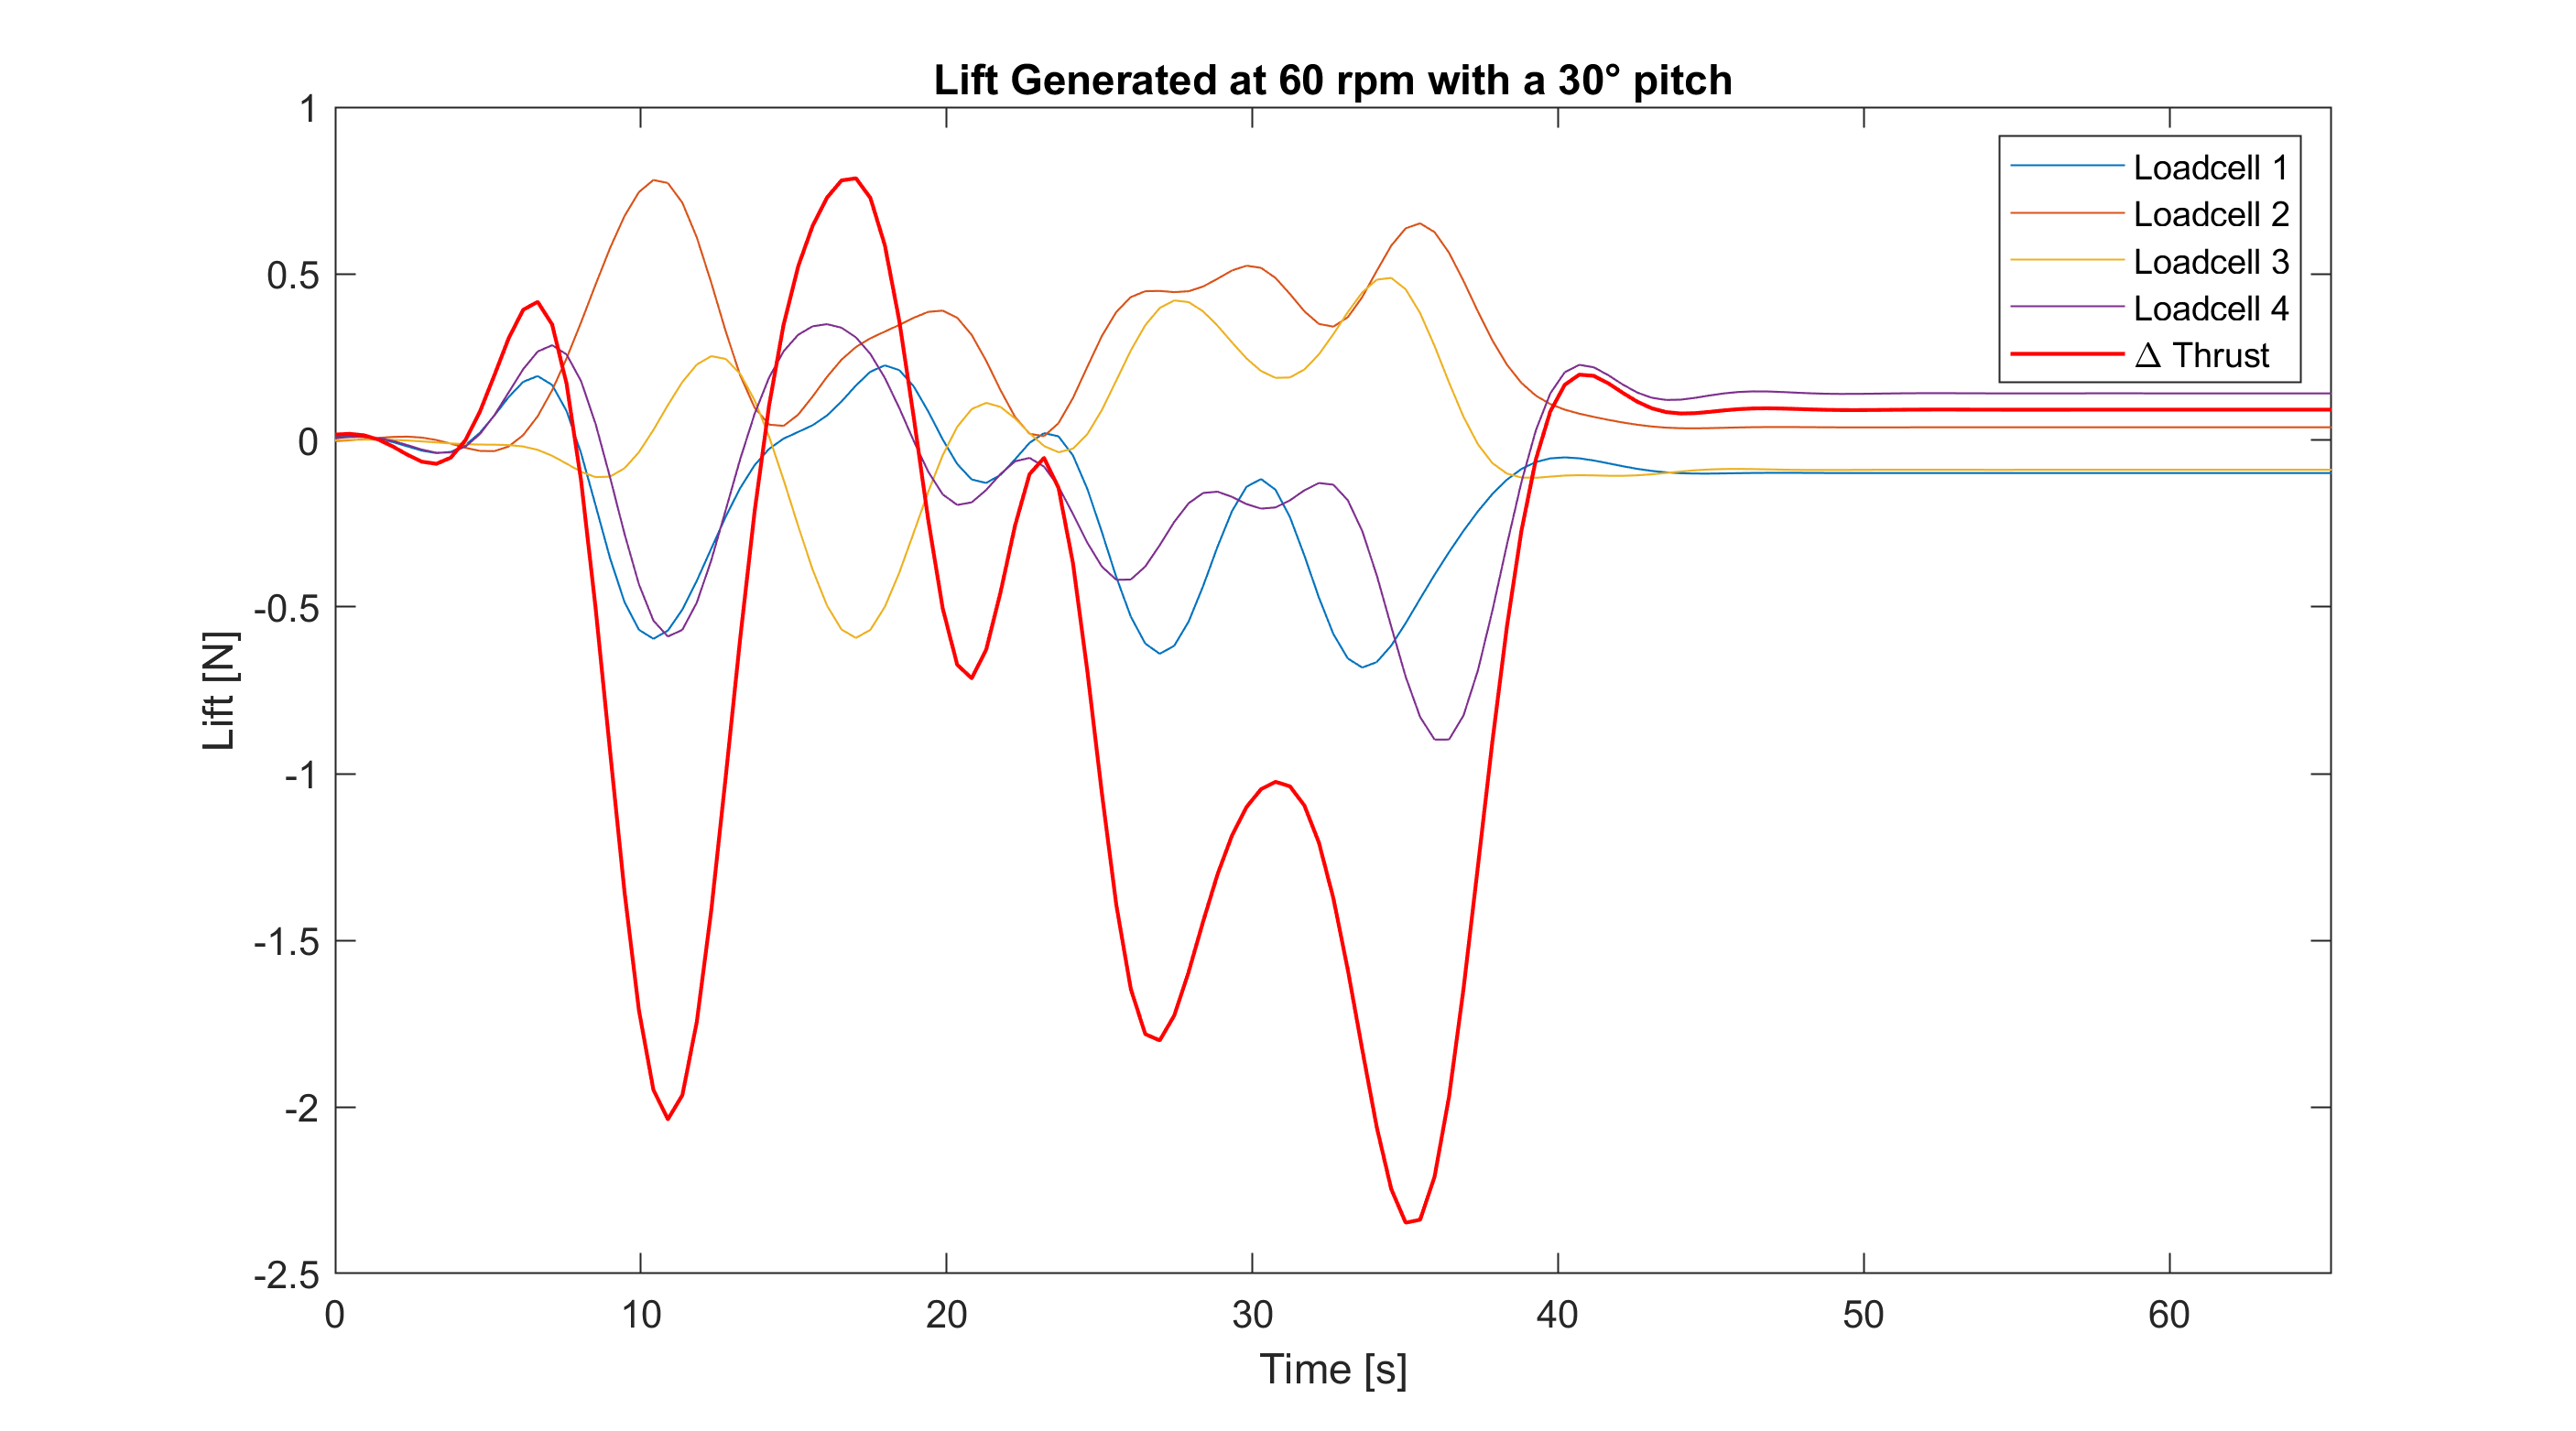 Lift Generated at 60 rpm with a 30° pitch
1
0.5
0
-0.5
-1
-1.5
-2
-2.5
Lift [N]
0 10 20 30 40 50 60
Time [s]
Loadcell 1
Loadcell 2
Loadcell 3
Loadcell 4
Δ Thrust